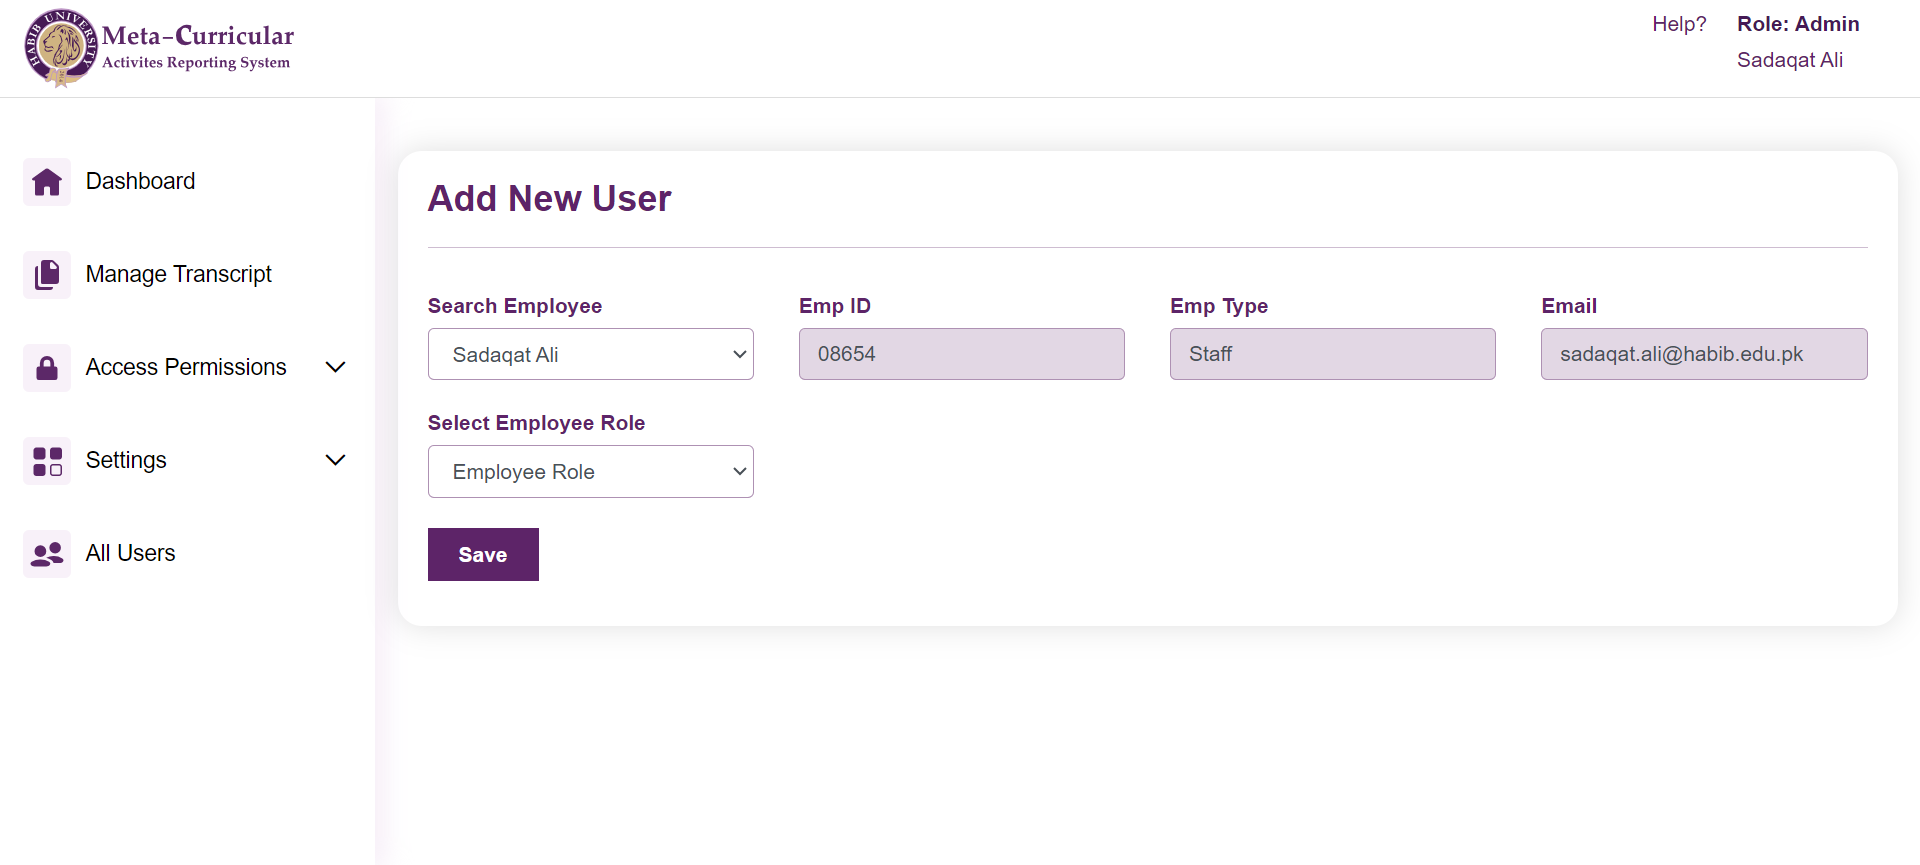 HABIB UNIVERSITY
Meta-Curricular
Activites Reporting System
Help?
Role: Admin
Sadaqat Ali
Dashboard
Manage Transcript
Access Permissions
Settings
All Users
Add New User
Search Employee
Emp ID
Emp Type
Email
Sadaqat Ali
08654
Staff
sadaqat.ali@habib.edu.pk
Select Employee Role
Employee Role
Save